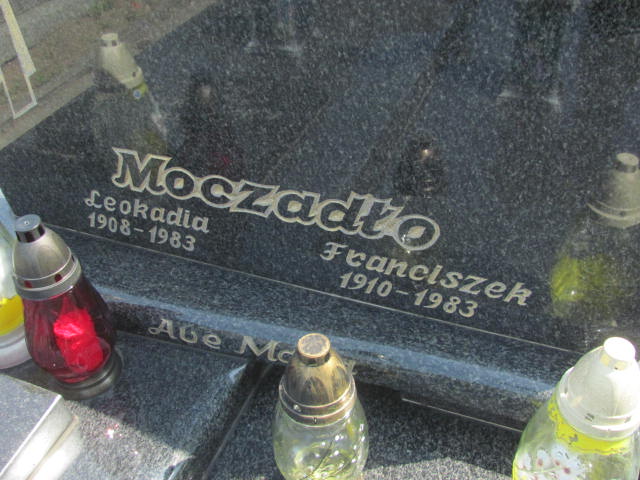 Moczadło
Leokadia
1908-1983
Franciszek
1910-1983
Ave